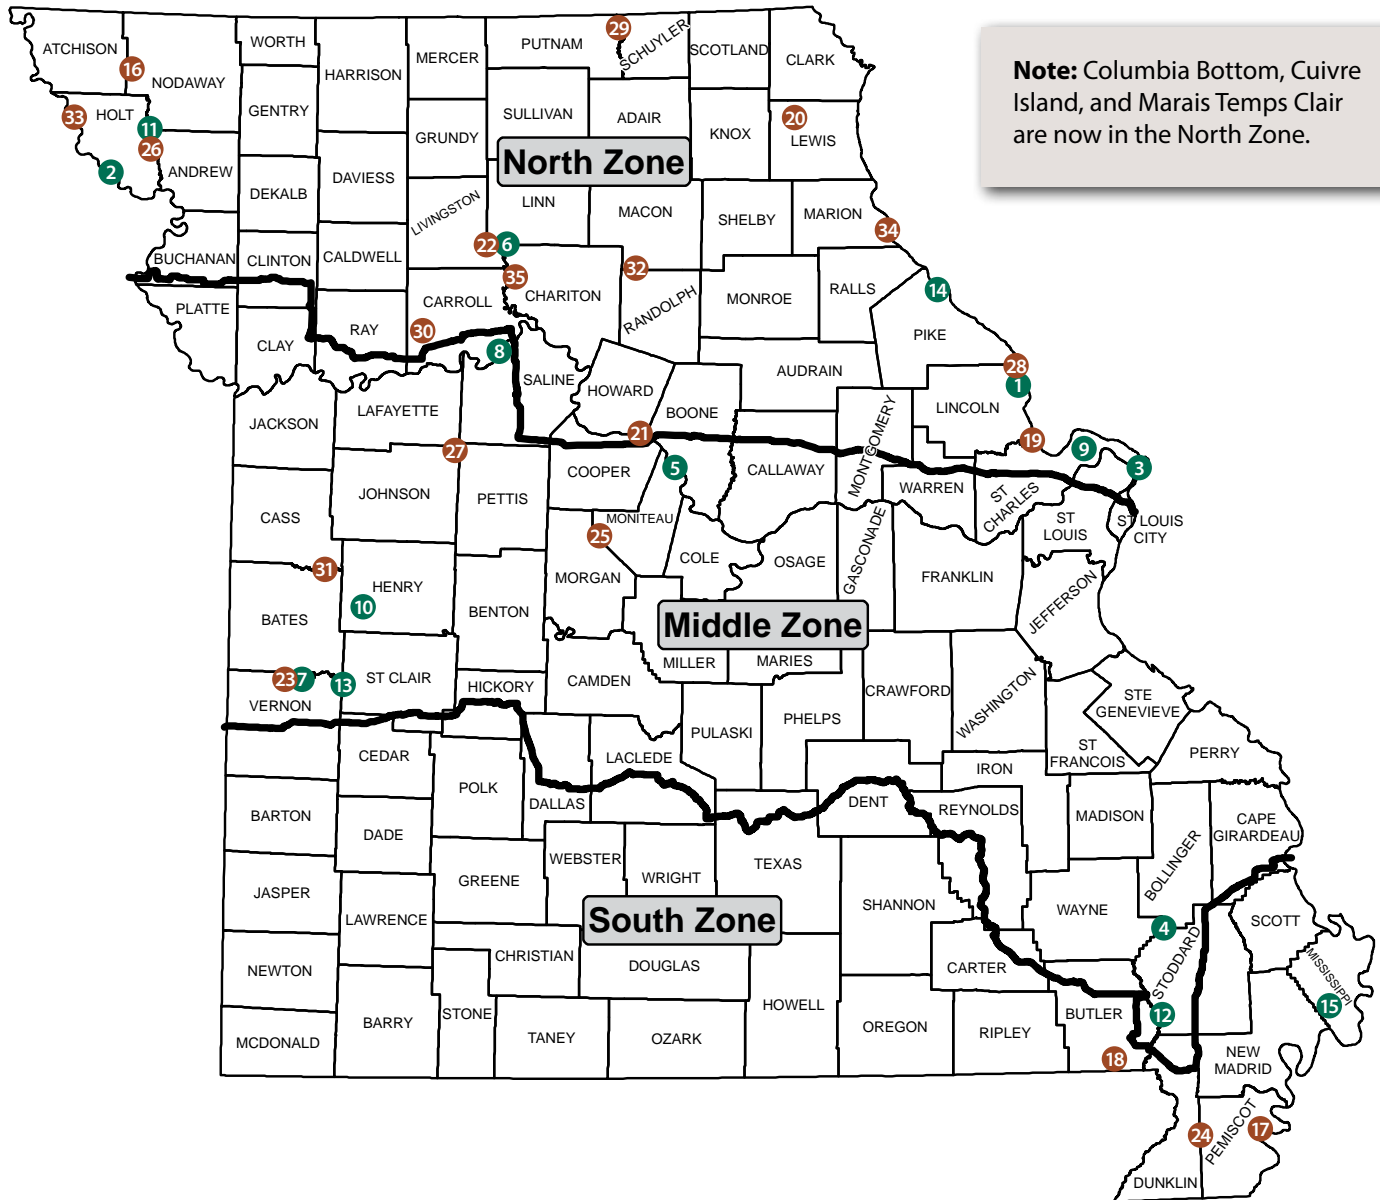 Note: Columbia Bottom, Cuivre
Island, and Marais Temps Clair
are now in the North Zone.
ATCHISON
16
NODAWAY
WORTH
HARRISON
MERCER
PUTNAM
29
SCHUYLER
SCOTLAND
CLARK
33
HOLT
11
26
2
ANDREW
GENTRY
DEKALB
DAVIESS
GRUNDY
SULLIVAN
ADAIR
KNOX
20
LEWIS
North Zone
LIVINGSTON
LINN
MACON
SHELBY
MARION
34
BUCHANAN
CLINTON
CALDWELL
22
6
35
CHARITON
32
RANDOLPH
MONROE
RALLS
14
PIKE
PLATTE
CLAY
RAY
CARROLL
30
8
SALINE
HOWARD
BOONE
AUDRAIN
28
1
LINCOLN
JACKSON
LAFAYETTE
27
21
5
COOPER
CALLAWAY
MONTGOMERY
WARREN
19
9
3
ST
CHARLES
ST
LOUIS
ST LOUIS
CITY
CASS
JOHNSON
PETTIS
25
MONITEAU
COLE
OSAGE
GASCONADE
FRANKLIN
JEFFERSON
31
HENRY
10
BATES
BENTON
MORGAN
Middle Zone
MILLER
MARIES
23
7
13
VERNON
ST CLAIR
HICKORY
CAMDEN
PULASKI
PHELPS
CRAWFORD
WASHINGTON
STE
GENEVIEVE
ST
FRANCOIS
PERRY
CEDAR
POLK
DALLAS
LACLEDE
DENT
IRON
REYNOLDS
MADISON
BOLLINGER
CAPE
GIRARDEAU
BARTON
DADE
GREENE
WEBSTER
WRIGHT
TEXAS
SHANNON
WAYNE
JASPER
LAWRENCE
South Zone
4
STODDARD
SCOTT
MISSISSIPPI
15
NEWTON
CHRISTIAN
DOUGLAS
HOWELL
CARTER
12
MCDONALD
BARRY
STONE
TANEY
OZARK
OREGON
RIPLEY
BUTLER
18
NEW
MADRID
24
PEMISCOT
17
DUNKLIN